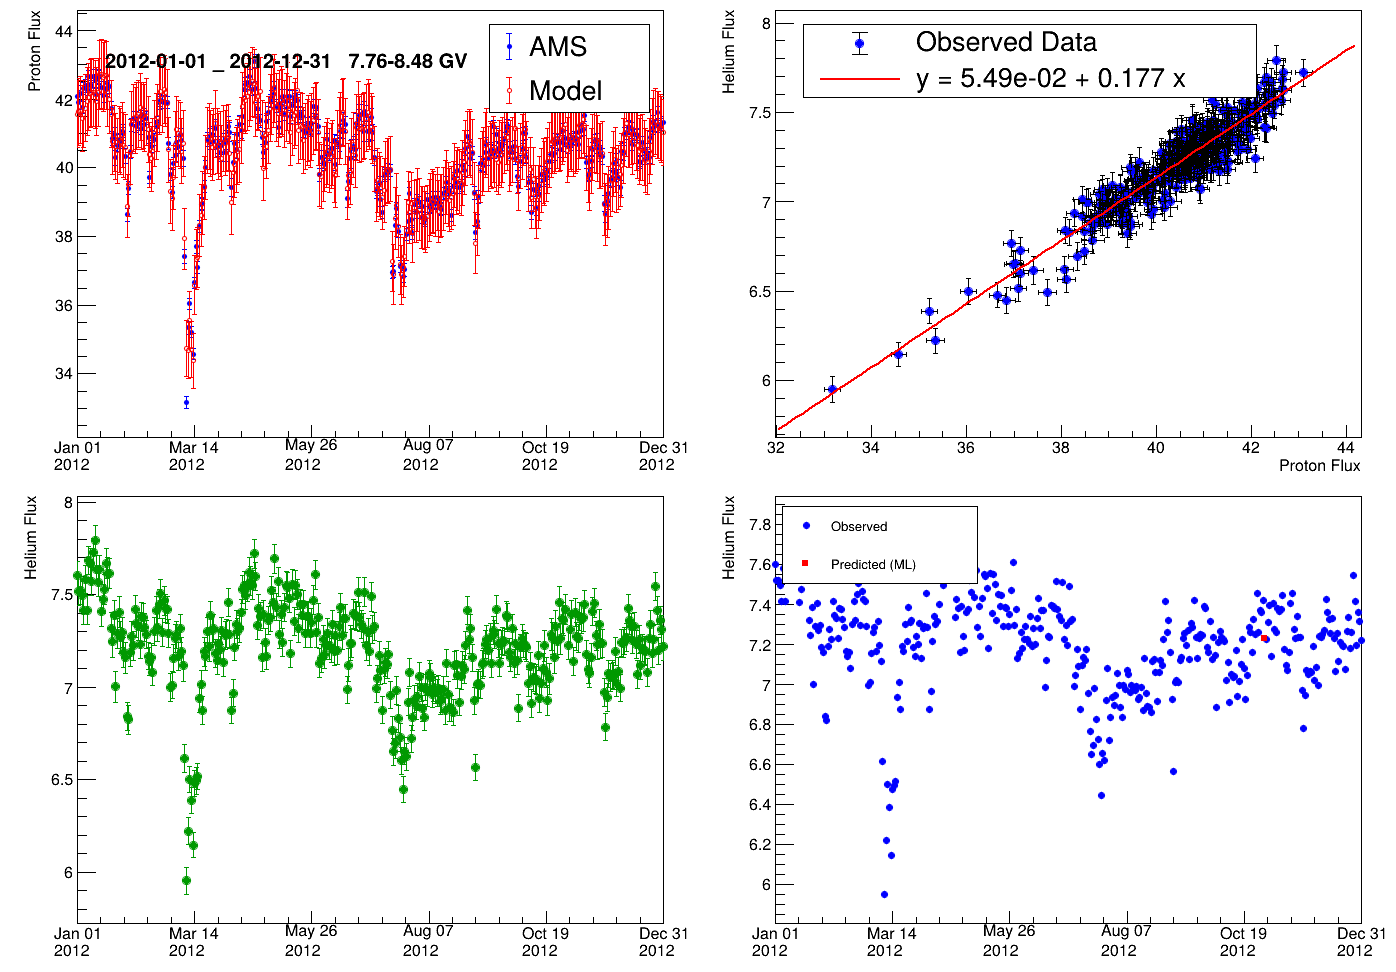 Proton Flux
44
42
40
38
36
34
2012-01-01 _ 2012-12-31 7.76-8.48 GV
AMS
Model
Jan 01
2012
Mar 14
2012
May 26
2012
Aug 07
2012
Oct 19
2012
Dec 31
2012
Helium Flux
8
7.5
7
6.5
6
Observed Data
y = 5.49e-02 + 0.177 x
32
34
36
38
40
42
44
Proton Flux
Helium Flux
8
7.5
7
6.5
6
Jan 01
2012
Mar 14
2012
May 26
2012
Aug 07
2012
Oct 19
2012
Dec 31
2012
Helium Flux
7.8
7.6
7.4
7.2
7
6.8
6.6
6.4
6.2
6
Observed
Predicted (ML)
Jan 01
2012
Mar 14
2012
May 26
2012
Aug 07
2012
Oct 19
2012
Dec 31
2012